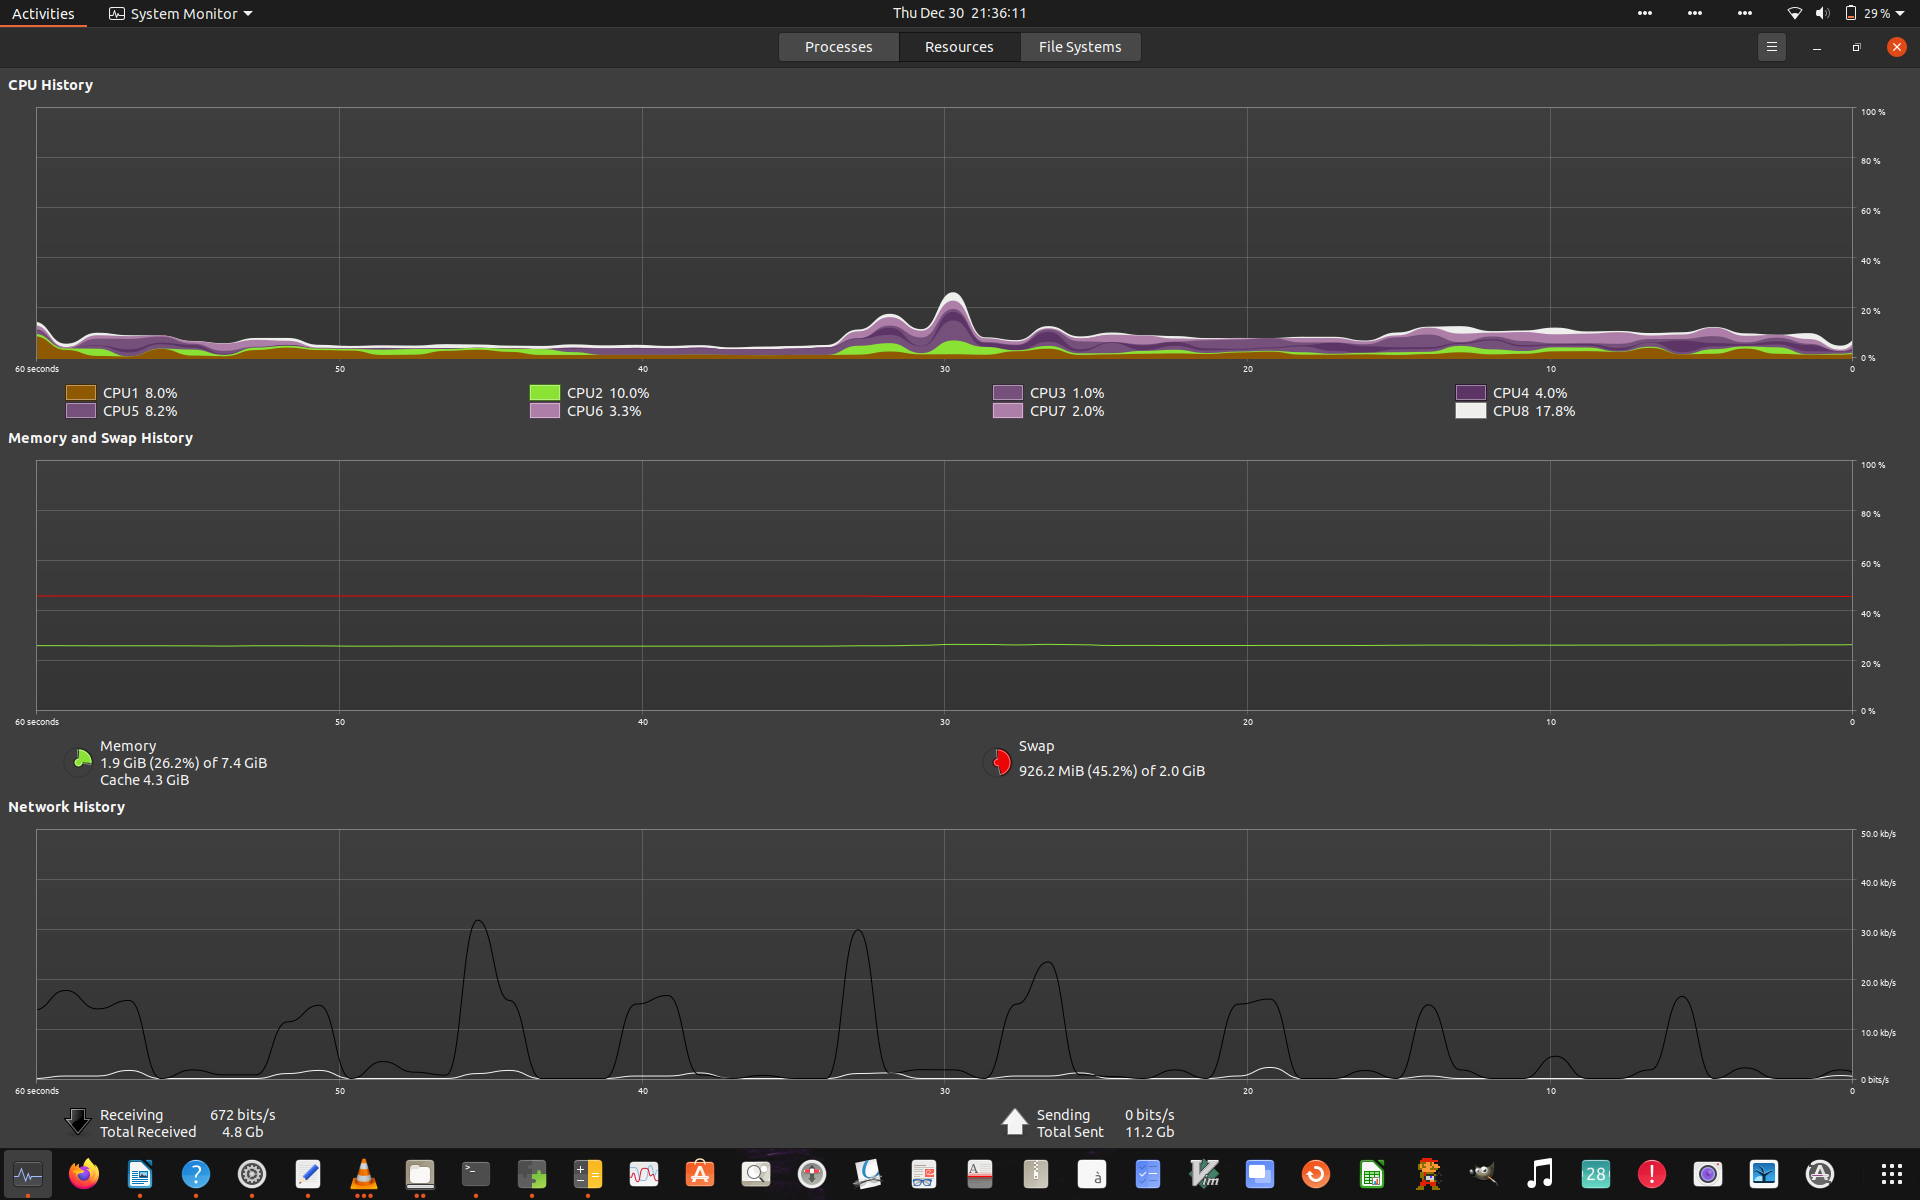 Activities System Monitor Thu Dec 30 21:36:11 29 %
Processes Resources File Systems
CPU History
100 %
80 %
60 %
40 %
20 %
0 %
60 seconds 50 40 30 20 10 0
CPU1 8.0% CPU2 10.0% CPU3 1.0% CPU4 4.0%
CPU5 8.2% CPU6 3.3% CPU7 2.0% CPU8 17.8%
Memory and Swap History
100 %
80 %
60 %
40 %
20 %
0 %
60 seconds 50 40 30 20 10 0
Memory
1.9 GiB (26.2%) of 7.4 GiB
Cache 4.3 GiB
Swap
926.2 MiB (45.2%) of 2.0 GiB
Network History
50.0 kb/s
40.0 kb/s
30.0 kb/s
20.0 kb/s
10.0 kb/s
0 bits/s
60 seconds 50 40 30 20 10 0
Receiving 672 bits/s
Total Received 4.8 Gb
Sending 0 bits/s
Total Sent 11.2 Gb
28